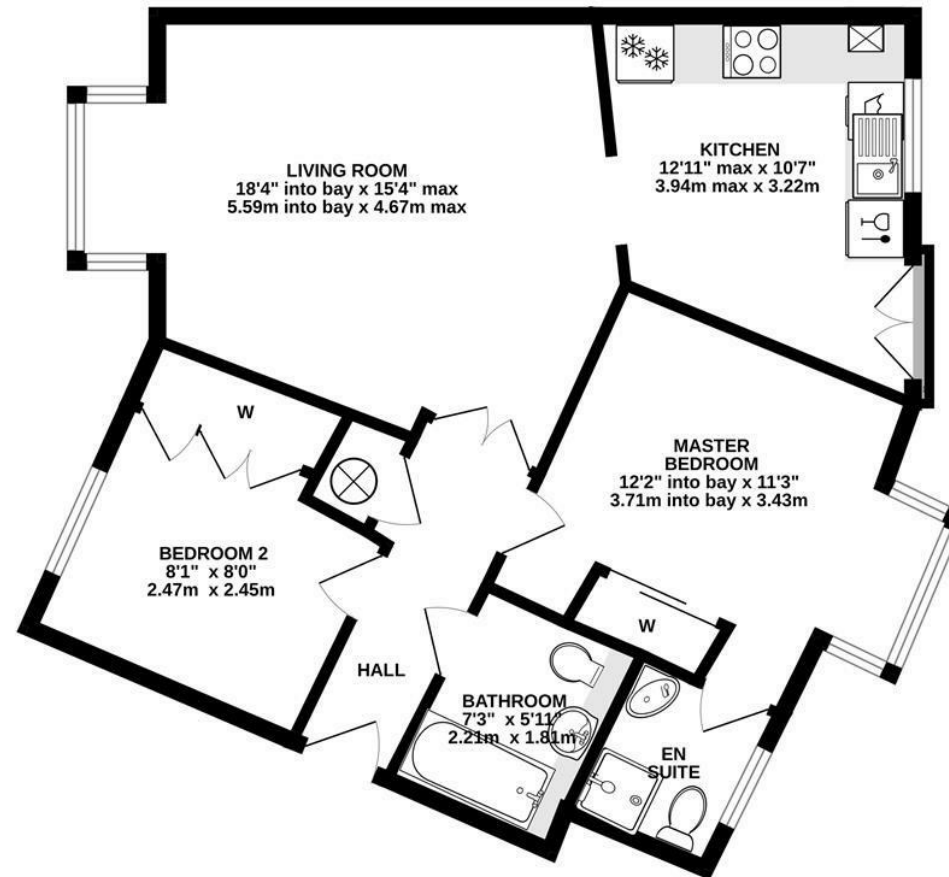 LIVING ROOM
18'4" into bay x 15'4" max
5.59m into bay x 4.67m max
KITCHEN
12'11" max x 10'7"
3.94m max x 3.22m
W
MASTER
BEDROOM
12'2" into bay x 11'3"
3.71m into bay x 3.43m
BEDROOM 2
8'1" x 8'0"
2.47m x 2.45m
W
HALL
BATHROOM
7'3" x 5'11"
2.21m x 1.81m
EN
SUITE